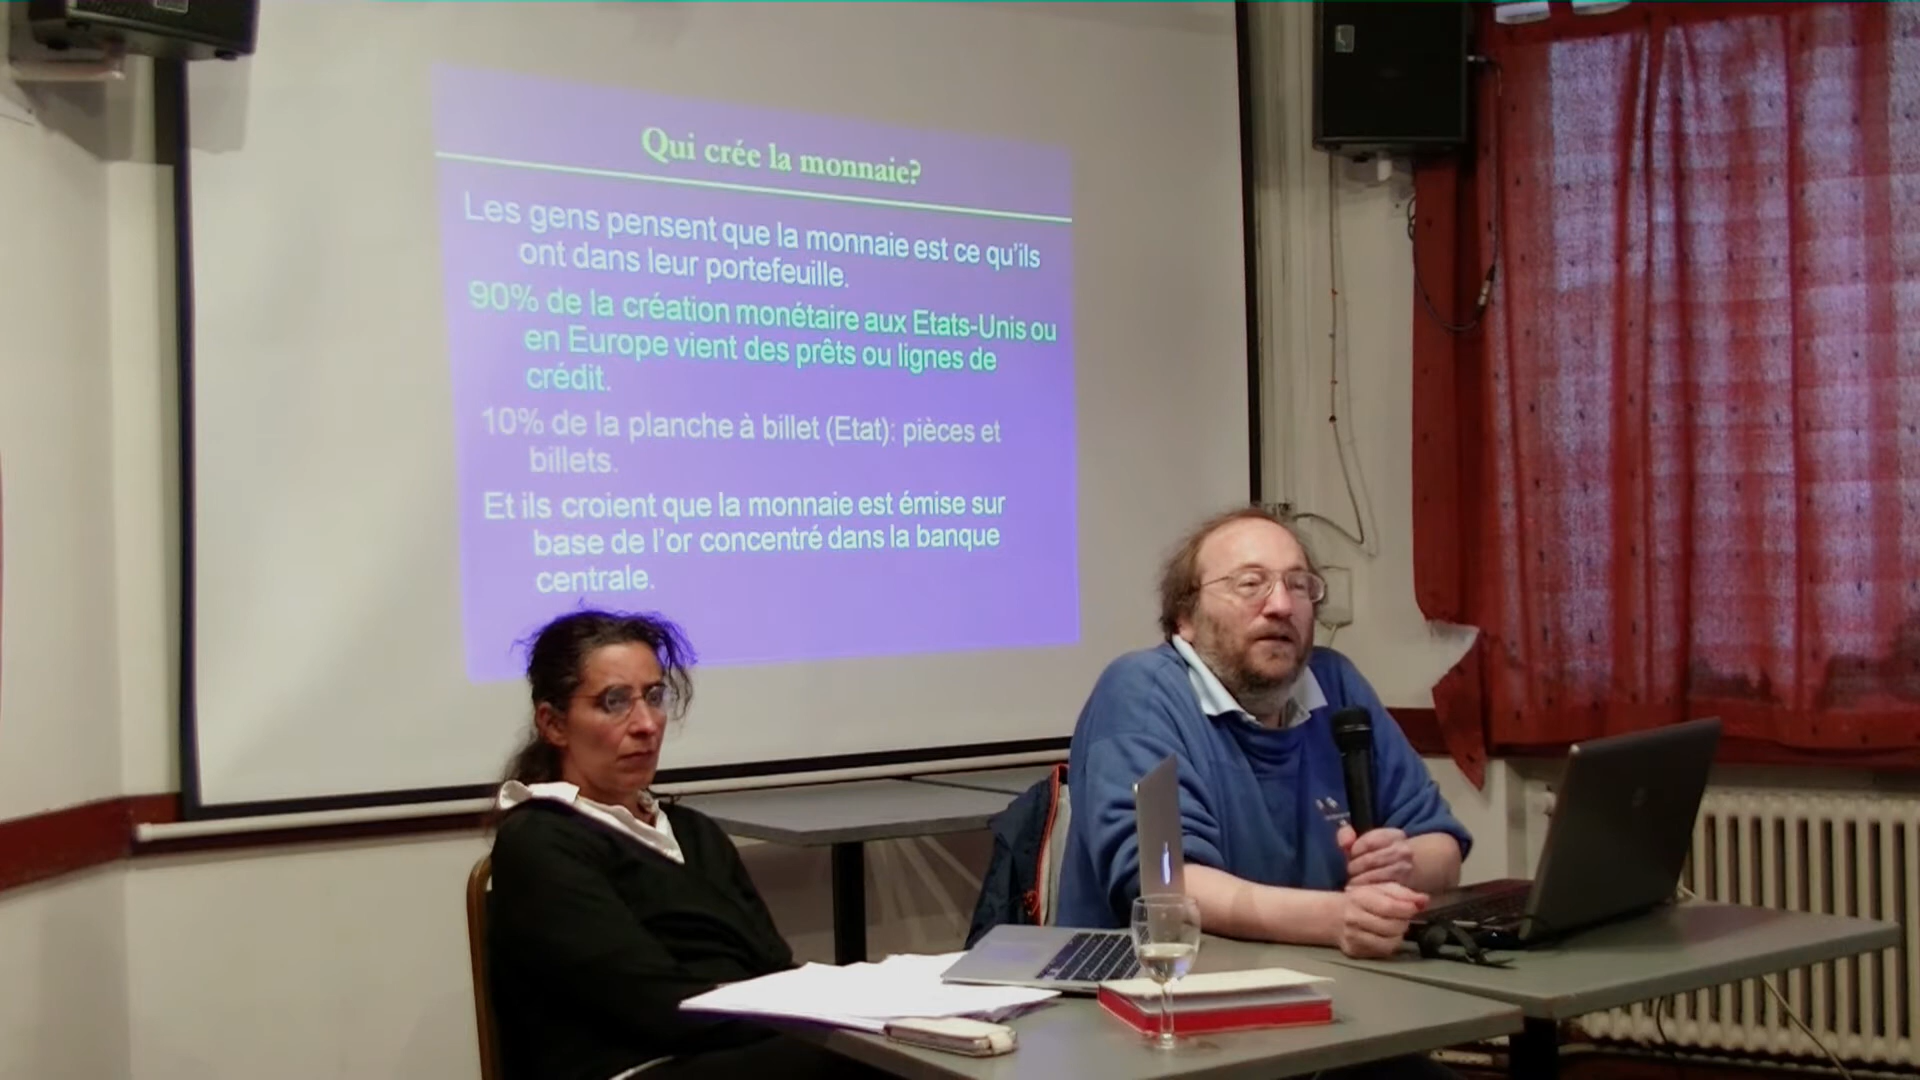 Qui crée la monnaie?
Les gens pensent que la monnaie est ce qu'ils
ont dans leur portefeuille.
90% de la création monétaire aux Etats-Unis ou
en Europe vient des prêts ou lignes de
crédit.
10% de la planche à billet (Etat): pièces et
billets.
Et ils croient que la monnaie est émise sur
base de l'or concentré dans la banque
centrale.